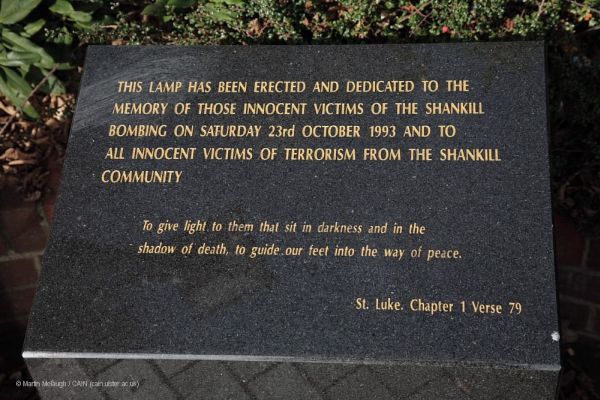 THIS LAMP HAS BEEN ERECTED AND DEDICATED TO THE
MEMORY OF THOSE INNOCENT VICTIMS OF THE SHANKILL
BOMBING ON SATURDAY 23rd OCTOBER 1993 AND TO
ALL INNOCENT VICTIMS OF TERRORISM FROM THE SHANKILL
COMMUNITY
To give light to them that sit in darkness and in the
shadow of death, to guide our feet into the way of peace.
St. Luke. Chapter 1 Verse 79
© Martin Melaugh / CAIN (cain.ulster.ac.uk)